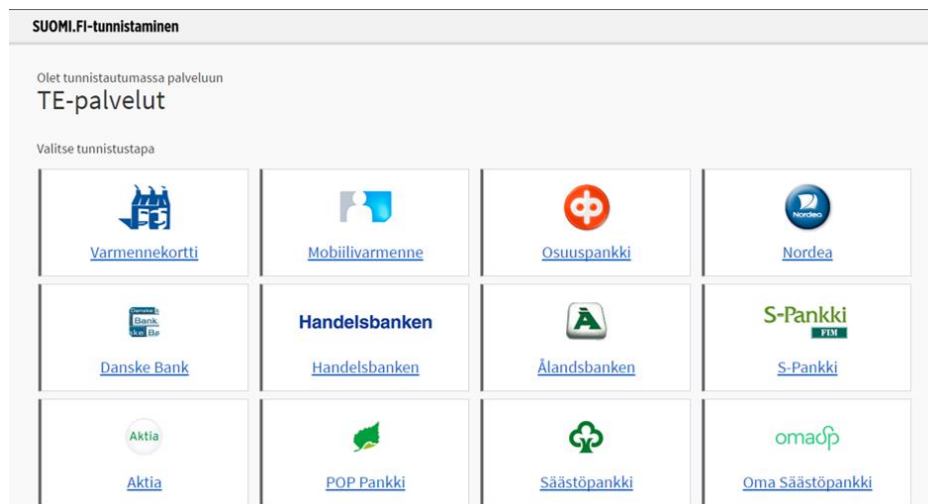 SUOMI.FI-tunnistaminen
Olet tunnistautumassa palveluun
TE-palvelut
Valitse tunnistustapa
Nordea
Varmennekortti
Mobiilivarmenne
Osuuspankki
Nordea
Bank
Handelsbanken
S-Pankki
FIM
Danske Bank
Handelsbanken
Ålandsbanken
S-Pankki
Aktia
omasp
Aktia
POP Pankki
Säästöpankki
Oma Säästöpankki